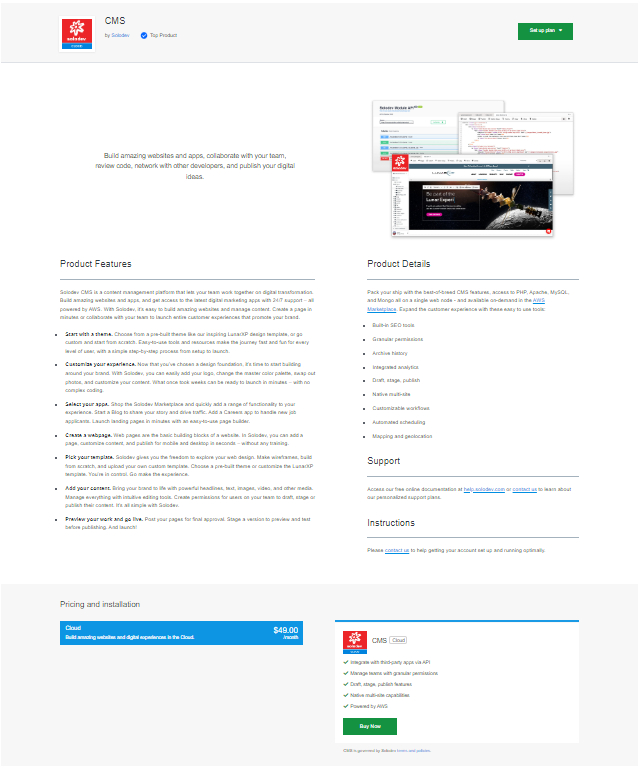 CMS
by Solodev Top Product
Set up plan
solodev
Build amazing websites and apps, collaborate with your team,
review code, network with other developers, and publish your digital
ideas.
Be part of the
Lunar Expert
Product Features
Solodev CMS is a content management platform that lets your team work together on digital transformation.
Build amazing websites and apps, and get access to the latest digital marketing apps with 24/7 support – all
powered by AWS. With Solodev, it's easy to build amazing websites and manage content. Create a page in
minutes or collaborate with your team to launch entire customer experiences that promote your brand.
Start with a theme. Choose from a pre-built theme like our inspiring LunarXP design template, or go
custom and start from scratch. Easy-to-use tools and resources make the journey fast and fun for every
level of user, with a simple step-by-step process from setup to launch.
Customize your experience. Now that you've chosen a design foundation, it's time to start building
around your brand. With Solodev, you can easily add your logo, change the master color palette, swap out
photos, and customize your content. What once took weeks can be ready to launch in minutes – with no
complex coding.
Select your apps. Shop the Solodev Marketplace and quickly add a range of functionality to your
experience. Start a Blog to share your story and drive traffic. Add a Careers app to handle new job
applicants. Launch landing pages in minutes with an easy-to-use page builder.
Create a webpage. Web pages are the basic building blocks of a website. In Solodev, you can add a
page, customize content, and publish for mobile and desktop in seconds – without any training.
Pick your template. Solodev gives you the freedom to explore your web design. Make wireframes, build
from scratch, and upload your own custom template. Choose a pre-built theme or customize the LunarXP
template. You're in control. Go make the experience.
Add your content. Bring your brand to life with powerful headlines, text, images, video, and other media.
Manage everything with intuitive editing tools. Create permissions for users on your team to draft, stage or
publish their content. It's all simple with Solodev.
Preview your work and go live. Post your pages for final approval. Stage a version to preview and test
before publishing. And launch!
Product Details
Pack your ship with the best-of-breed CMS features, access to PHP, Apache, MySQL,
and Mongo all on a single web node - and available on-demand in the AWS
Marketplace. Expand the customer experience with these easy to use tools:
Built-in SEO tools
Granular permissions
Archive history
Integrated analytics
Draft, stage, publish
Native multi-site
Customizable workflows
Automated scheduling
Mapping and geolocation
Support
Access our free online documentation at help.solodev.com or contact us to learn about
our personalized support plans.
Instructions
Please contact us to help getting your account set up and running optimally.
Pricing and installation
Cloud
Build amazing websites and digital experiences in the Cloud.
$49.00
/month
solodev
CMS Cloud
Integrate with third-party apps via API
Manage teams with granular permissions
Draft, stage, publish features
Native multi-site capabilities
Powered by AWS
Buy Now
CMS is governed by Solodev terms and policies.